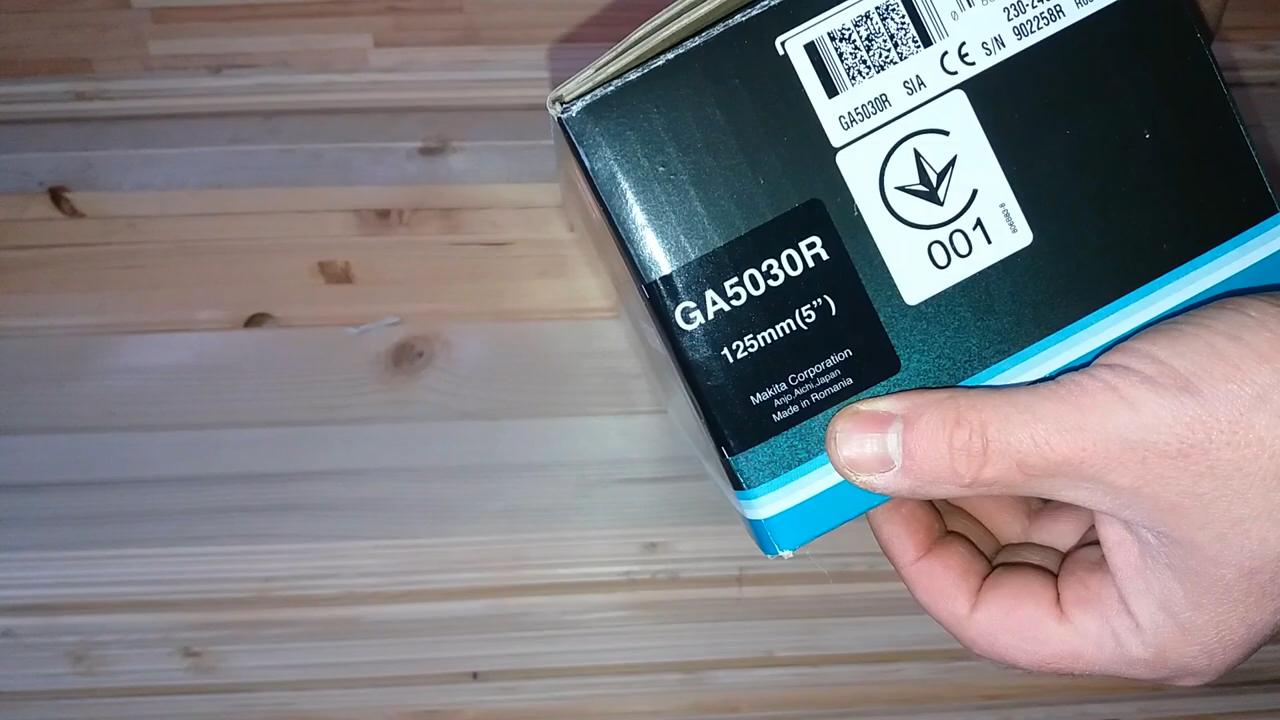 GA5030R SIA CE S/N 902258R
001
GA5030R
125mm(5”)
Makita Corporation
Anjo,Aichi,Japan
Made in Romania